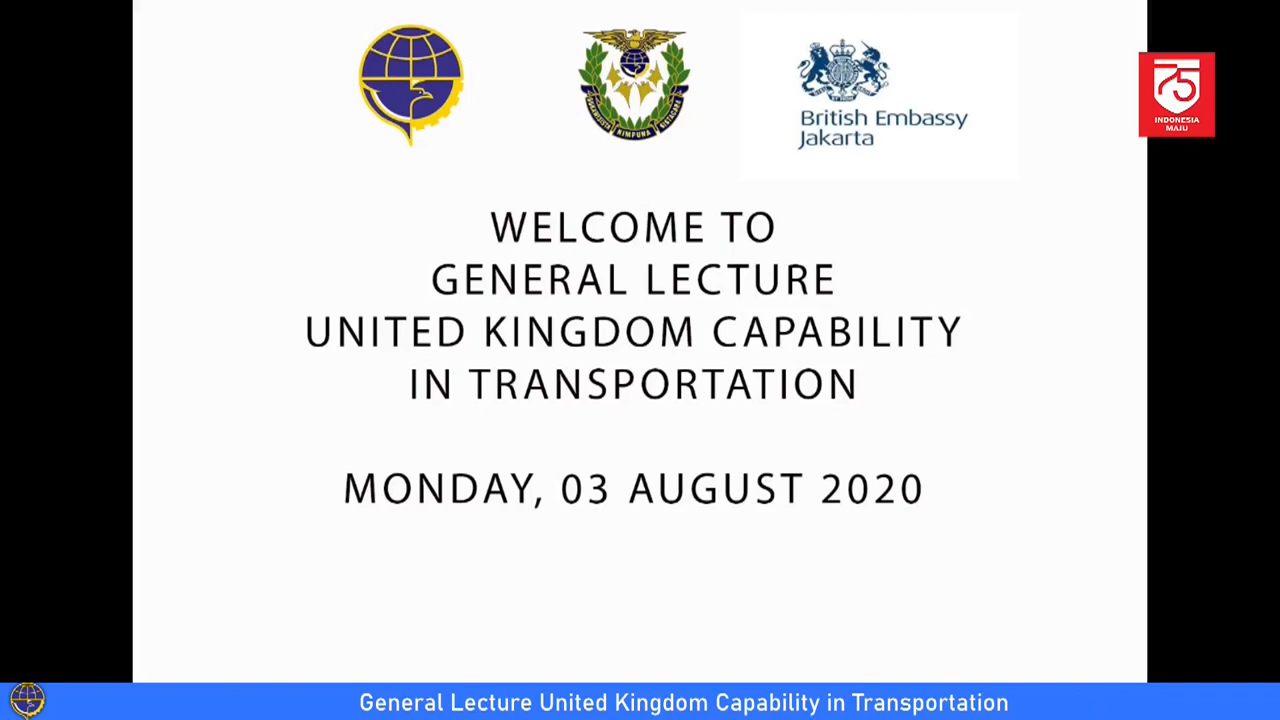 British Embassy
Jakarta
75
INDONESIA
MAJU
WELCOME TO
GENERAL LECTURE
UNITED KINGDOM CAPABILITY
IN TRANSPORTATION
MONDAY, 03 AUGUST 2020
General Lecture United Kingdom Capability in Transportation